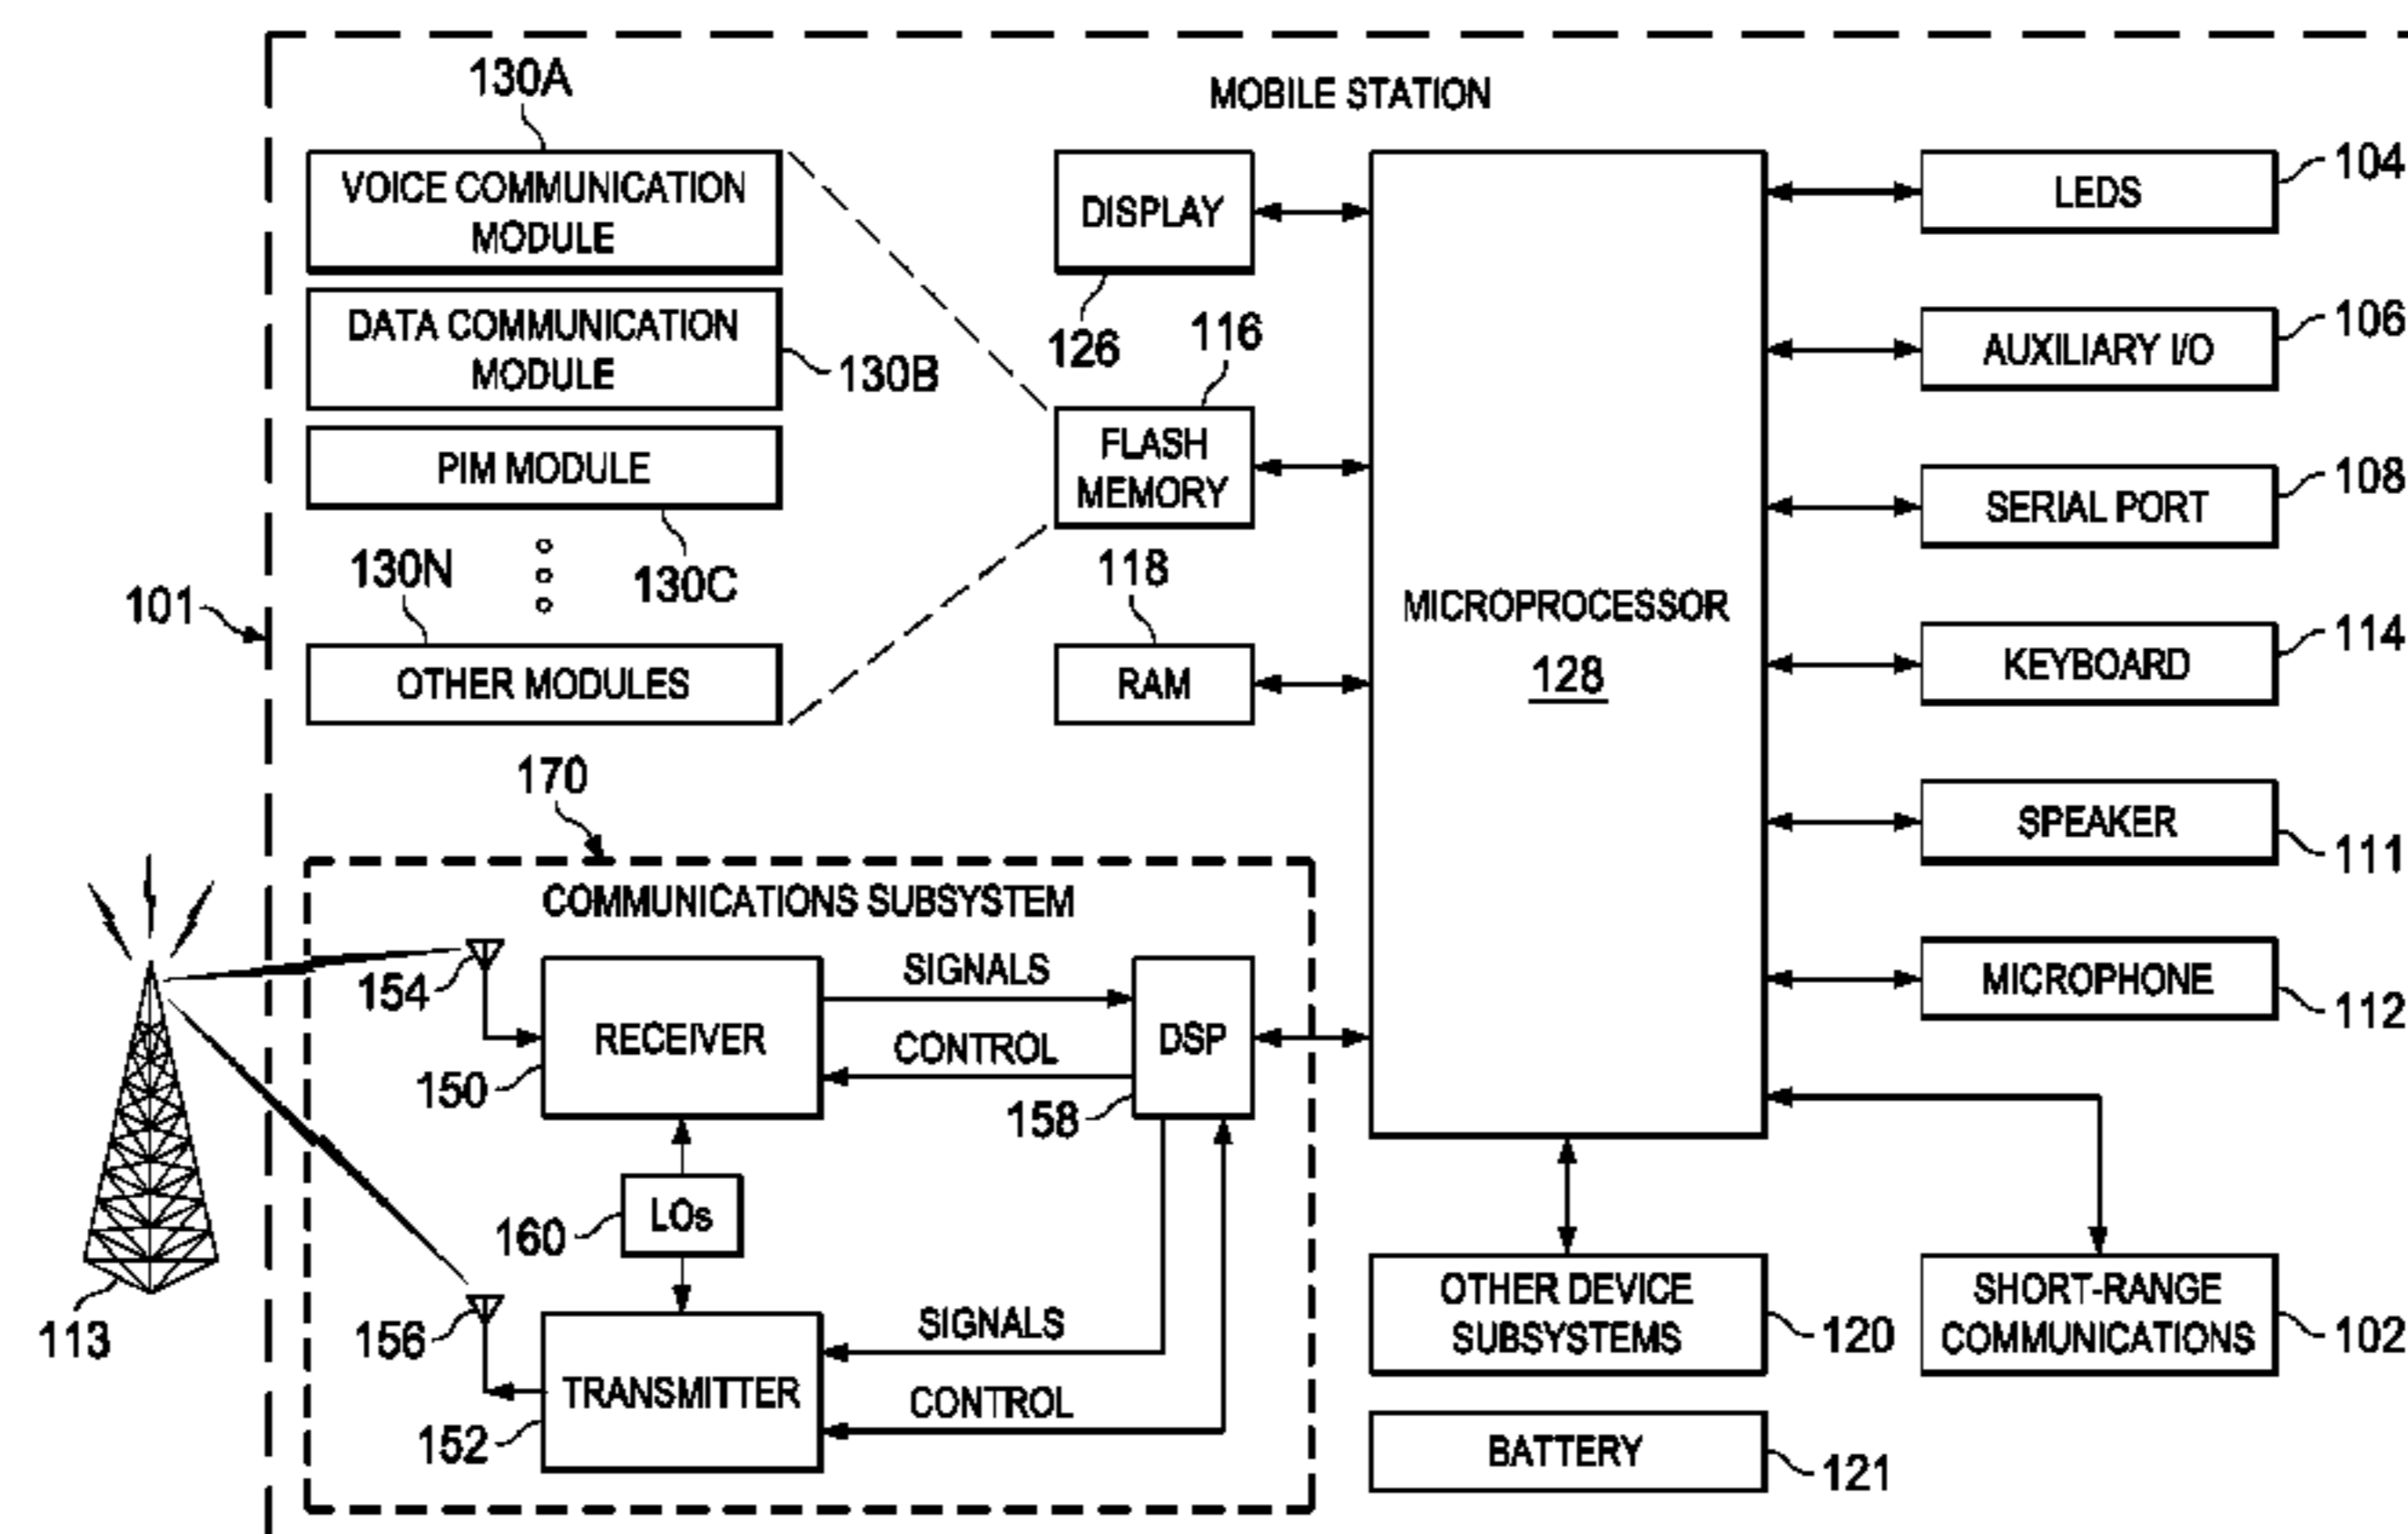 130A
MOBILE STATION
VOICE COMMUNICATION
MODULE
DISPLAY
LEDS
104
DATA COMMUNICATION
MODULE
130B
126
116
AUXILIARY I/O
106
PIM MODULE
FLASH
MEMORY
SERIAL PORT
108
130N
130C
118
101
MICROPROCESSOR
128
KEYBOARD
114
OTHER MODULES
RAM
170
SPEAKER
111
COMMUNICATIONS SUBSYSTEM
154
SIGNALS
RECEIVER
CONTROL
DSP
MICROPHONE
112
150
158
LOs
160
113
156
SIGNALS
TRANSMITTER
CONTROL
152
OTHER DEVICE
SUBSYSTEMS
120
SHORT-RANGE
COMMUNICATIONS
102
BATTERY
121